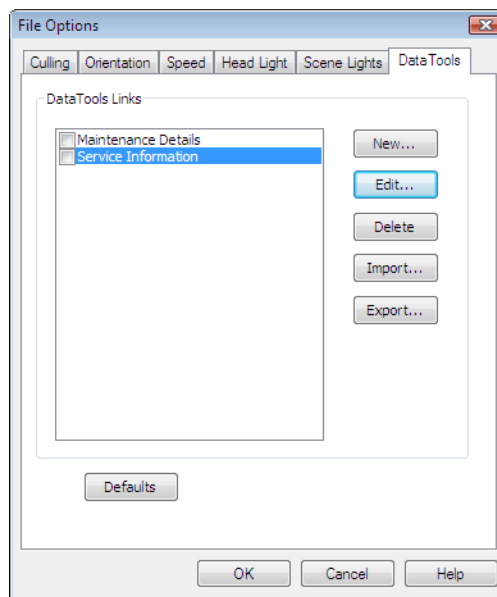 File Options
Culling Orientation Speed Head Light Scene Lights DataTools
DataTools Links
Maintenance Details
Service Information
New...
Edit...
Delete
Import...
Export...
Defaults
OK Cancel Help